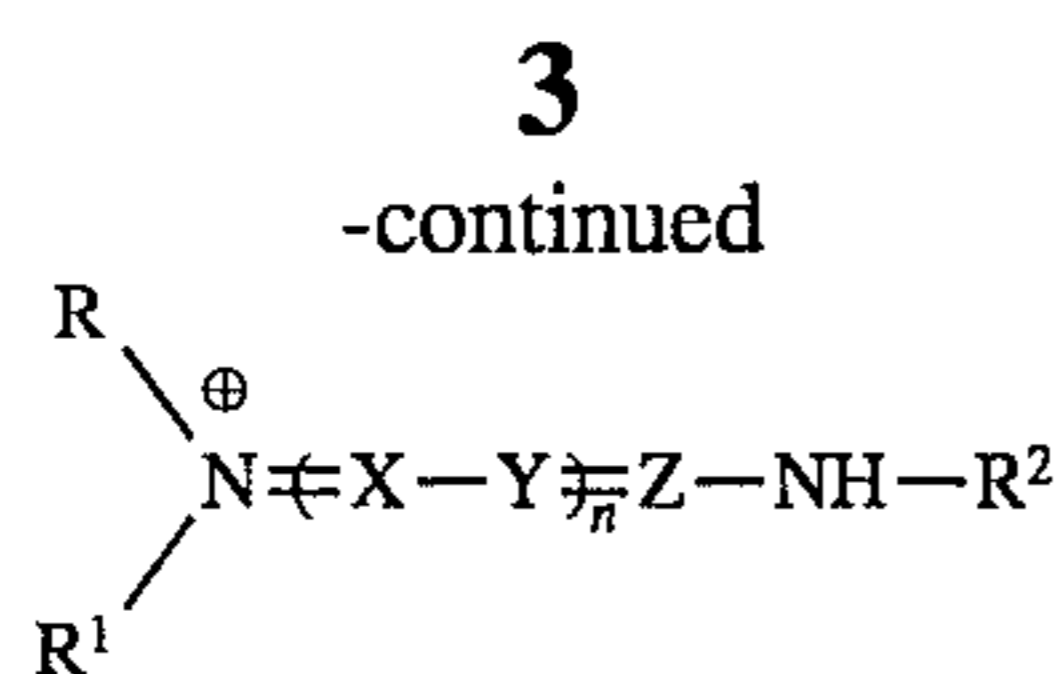 3
-continued
R
⊕
N=(X—Y)=nZ—NH—R²
R¹